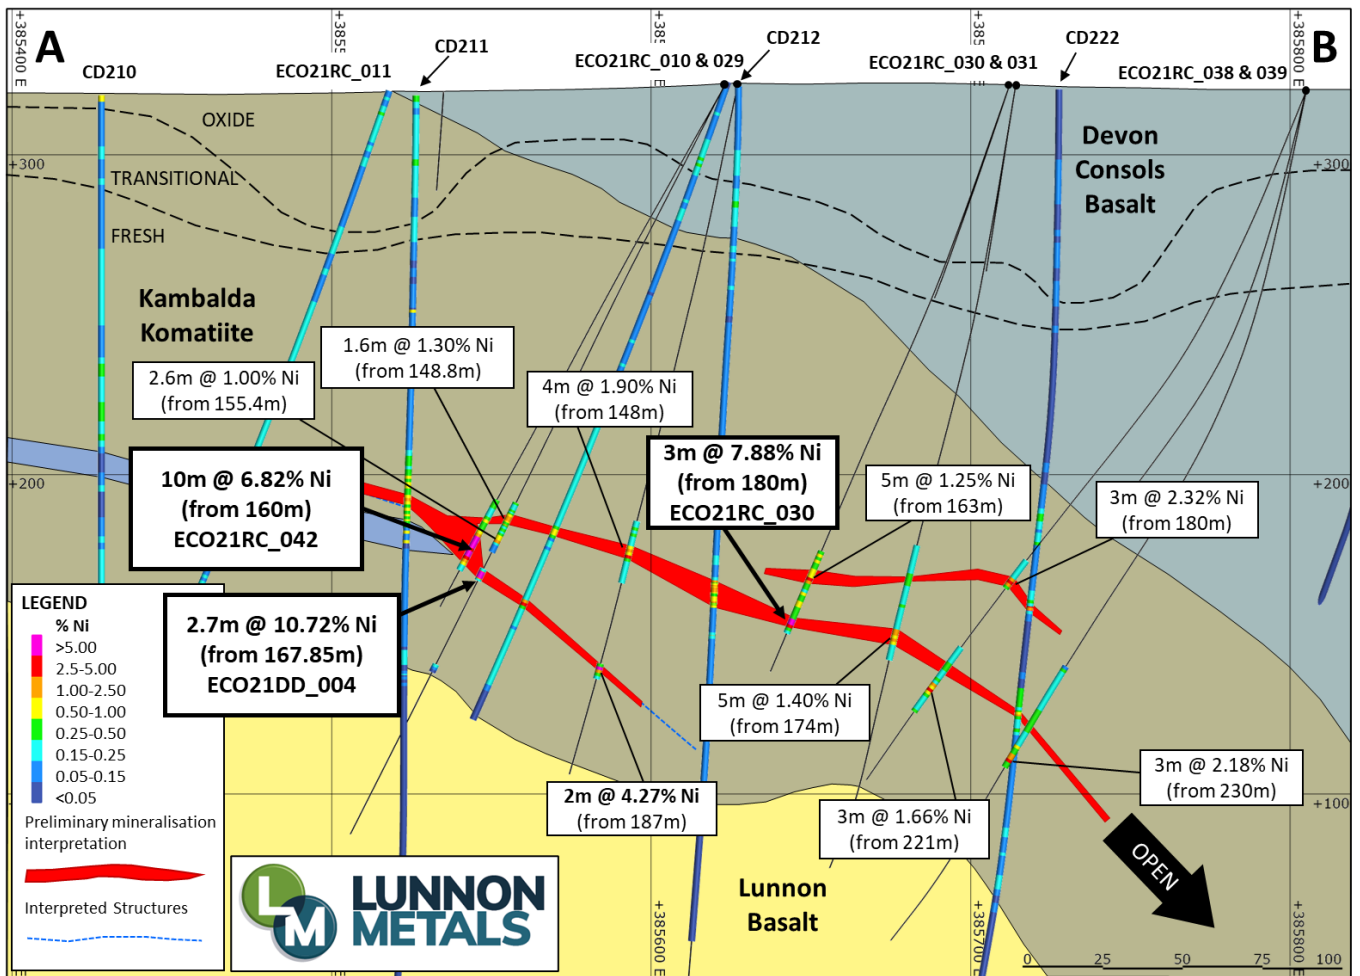 +385400 E
A
+3855
+385
+385
+385800 E
B
CD210
ECO21RC_011
CD211
ECO21RC_010 & 029
CD212
ECO21RC_030 & 031
CD222
ECO21RC_038 & 039
OXIDE
TRANSITIONAL
FRESH
+300
+300
Devon
Consols
Basalt
Kambalda
Komatiite
1.6m @ 1.30% Ni
(from 148.8m)
2.6m @ 1.00% Ni
(from 155.4m)
4m @ 1.90% Ni
(from 148m)
10m @ 6.82% Ni
(from 160m)
ECO21RC_042
3m @ 7.88% Ni
(from 180m)
ECO21RC_030
5m @ 1.25% Ni
(from 163m)
3m @ 2.32% Ni
(from 180m)
+200
+200
2.7m @ 10.72% Ni
(from 167.85m)
ECO21DD_004
5m @ 1.40% Ni
(from 174m)
2m @ 4.27% Ni
(from 187m)
3m @ 1.66% Ni
(from 221m)
3m @ 2.18% Ni
(from 230m)
+100
OPEN
LEGEND
% Ni
>5.00
2.5-5.00
1.00-2.50
0.50-1.00
0.25-0.50
0.15-0.25
0.05-0.15
<0.05
Preliminary mineralisation
interpretation
Interpreted Structures
LM
LUNNON
METALS
Lunnon
Basalt
+385600 E
+385700 E
+385800 E
0 25 50 75 100